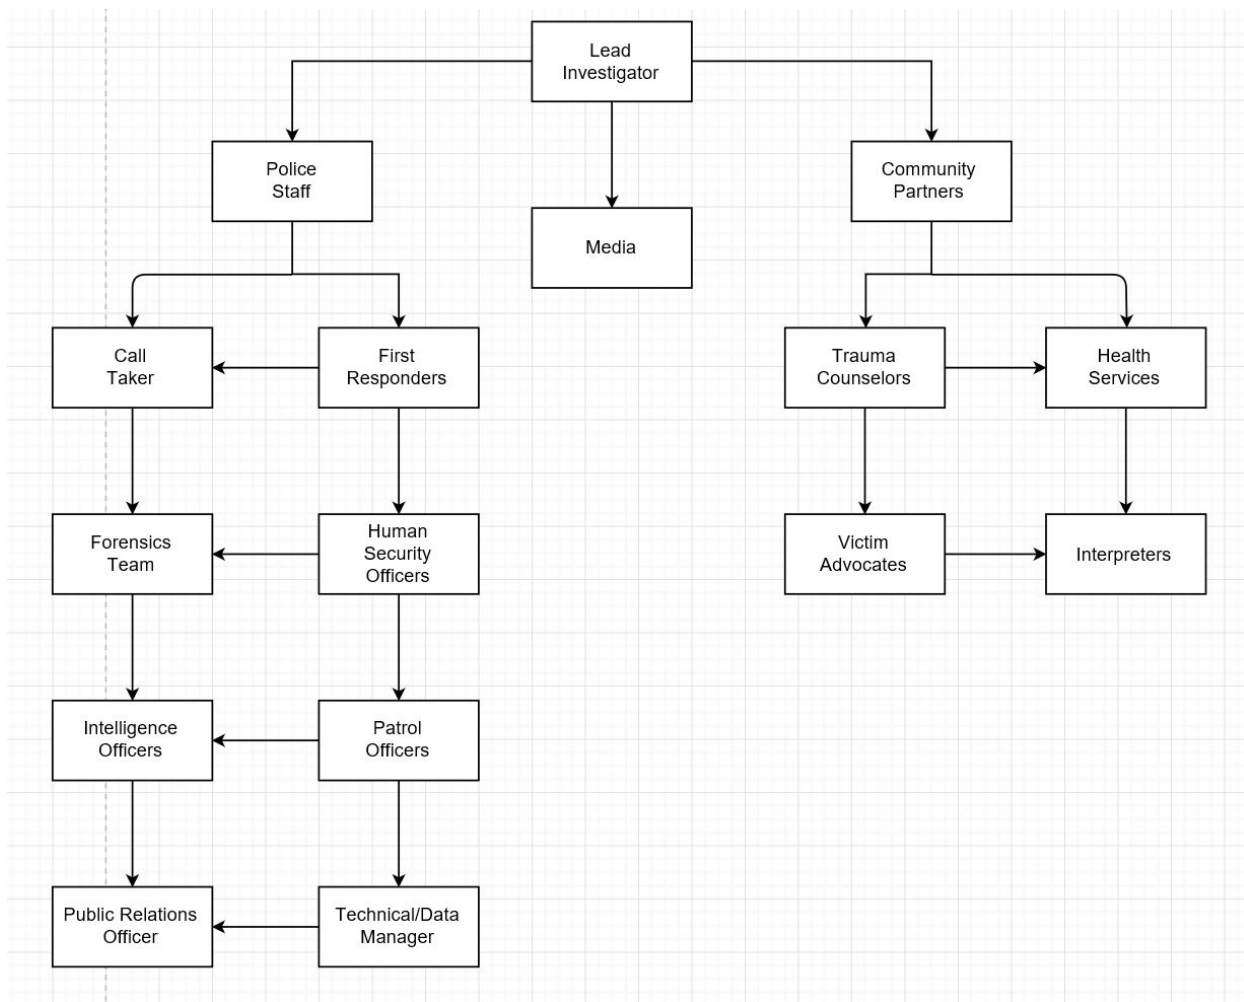 Lead
Investigator
Police
Staff
Community
Partners
Media
Call
Taker
First
Responders
Trauma
Counselors
Health
Services
Forensics
Team
Human
Security
Officers
Victim
Advocates
Interpreters
Intelligence
Officers
Patrol
Officers
Public Relations
Officer
Technical/Data
Manager